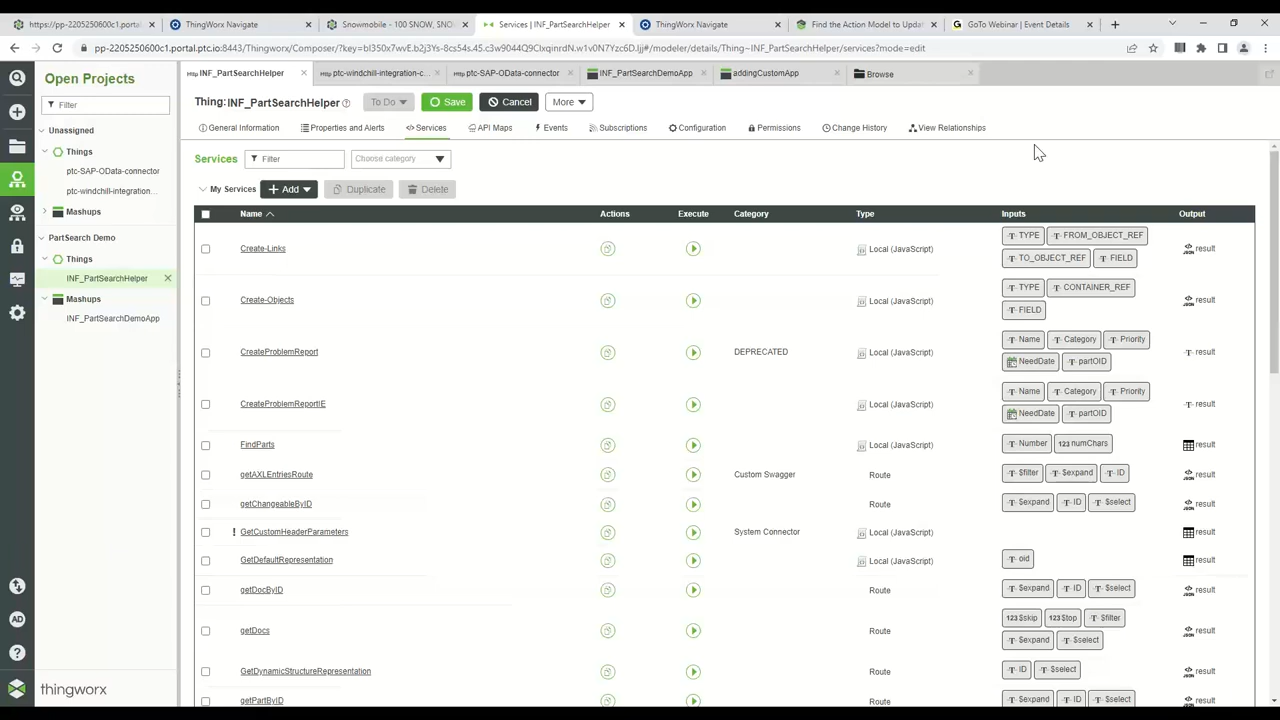 https://pp-2205250600c1.portal.
ThingWorx Navigate
Snowmobile - 100 SNOW, SNO
Services | INF_PartSearchHelper
ThingWorx Navigate
Find the Action Model to Updat
GoTo Webinar | Event Details
pp-2205250600c1.portal.ptc.io:8443/Thingworx/Composer/?key=
#/modeler/details/Thing~INF_PartSearchHelper/services?mode=edit
Open Projects
Filter
Unassigned
Things
ptc-SAP-OData-connector
ptc-windchill-integration...
Mashups
PartSearch Demo
Things
INF_PartSearchHelper
Mashups
INF_PartSearchDemoApp
AD
thingworx
Http INF_PartSearchHelper
Http ptc-windchill-integration-c...
Http ptc-SAP-OData-connector
INF_PartSearchDemoApp
addingCustomApp
Browse
Thing: INF_PartSearchHelper
To Do
Save
Cancel
More
General Information
Properties and Alerts
Services
API Maps
Events
Subscriptions
Configuration
Permissions
Change History
View Relationships
Services
Filter
Choose category
My Services
Add
Duplicate
Delete
Name Actions Execute Category Type Inputs Output
Create-Links Local (JavaScript) TYPE FROM_OBJECT_REF result
TO_OBJECT_REF FIELD
Create-Objects Local (JavaScript) TYPE CONTAINER_REF result
FIELD
CreateProblemReport DEPRECATED Local (JavaScript) Name Category Priority result
NeedDate partOID
CreateProblemReportIE Local (JavaScript) Name Category Priority result
NeedDate partOID
FindParts Local (JavaScript) Number 123 numChars result
getAXLEntriesRoute Custom Swagger Route $filter $expand ID result
getChangeableByID Route $expand ID $select result
! GetCustomHeaderParameters System Connector Local (JavaScript) result
GetDefaultRepresentation Local (JavaScript) oid result
getDocByID Route $expand ID $select result
getDocs Route 123 $skip 123 $top $filter result
$expand $select
GetDynamicStructureRepresentation Route ID $select result
getPartByID Route $expand ID $select result